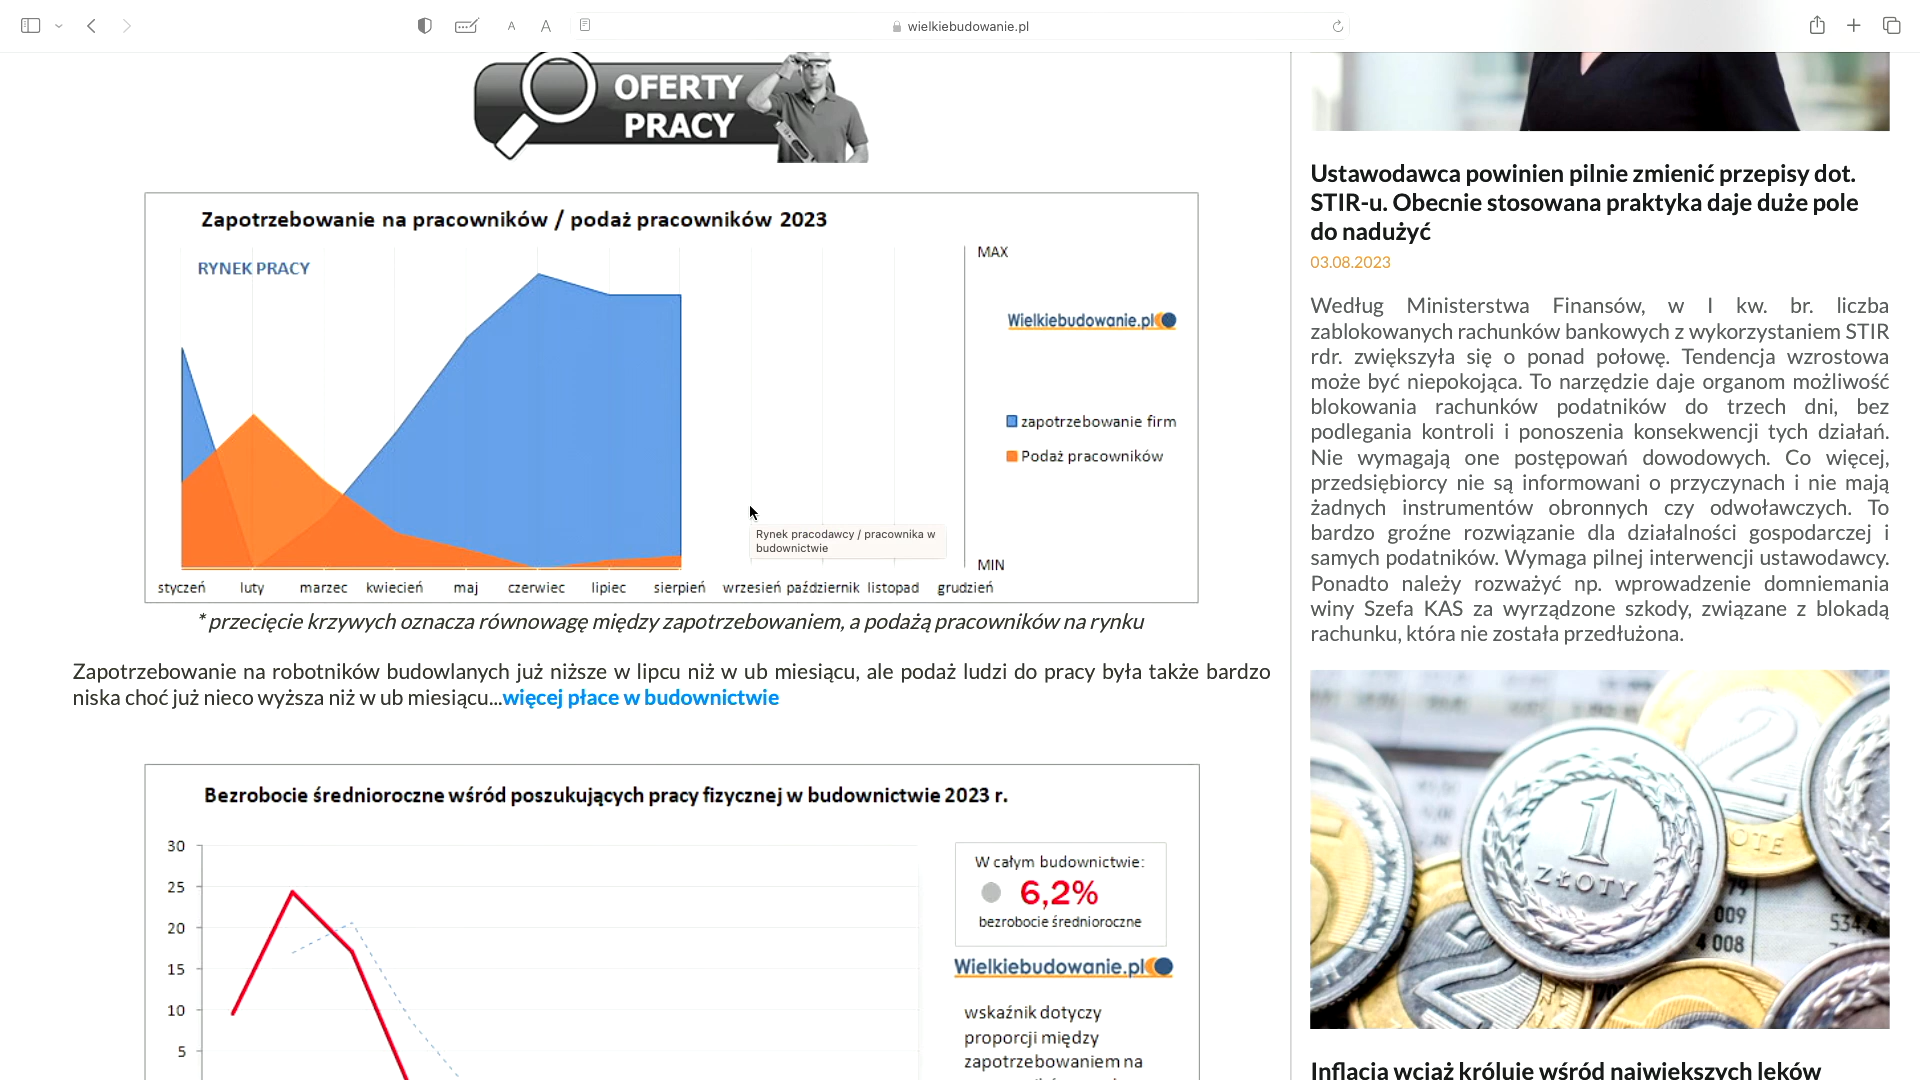 A
A
wielkiebudowanie.pl
OFERTY
PRACY
Zapotrzebowanie na pracowników / podaż pracowników 2023
RYNEK PRACY
MAX
Wielkiebudowanie.pl
zapotrzebowanie firm
Podaż pracowników
Rynek pracodawcy / pracownika w
budownictwie
MIN
styczeń luty marzec kwiecień maj czerwiec lipiec sierpień wrzesień październik listopad grudzień
* przecięcie krzywych oznacza równowagę między zapotrzebowaniem, a podażą pracowników na rynku
Zapotrzebowanie na robotników budowlanych już niższe w lipcu niż w ub miesiącu, ale podaż ludzi do pracy była także bardzo
niska choć już nieco wyższa niż w ub miesiącu...więcej płace w budownictwie
Bezrobocie średnioroczne wśród poszukujących pracy fizycznej w budownictwie 2023 r.
30
25
20
15
10
5
W całym budownictwie:
6,2%
bezrobocie średnioroczne
Wielkiebudowanie.pl
wskaźnik dotyczy
proporcji między
zapotrzebowaniem na
Ustawodawca powinien pilnie zmienić przepisy dot.
STIR-u. Obecnie stosowana praktyka daje duże pole
do nadużyć
03.08.2023
Według Ministerstwa Finansów, w I kw. br. liczba
zablokowanych rachunków bankowych z wykorzystaniem STIR
rdr. zwiększyła się o ponad połowę. Tendencja wzrostowa
może być niepokojąca. To narzędzie daje organom możliwość
blokowania rachunków podatników do trzech dni, bez
podlegania kontroli i ponoszenia konsekwencji tych działań.
Nie wymagają one postępowań dowodowych. Co więcej,
przedsiębiorcy nie są informowani o przyczynach i nie mają
żadnych instrumentów obronnych czy odwoławczych. To
bardzo groźne rozwiązanie dla działalności gospodarczej i
samych podatników. Wymaga pilnej interwencji ustawodawcy.
Ponadto należy rozważyć np. wprowadzenie domniemania
winy Szefa KAS za wyrządzone szkody, związane z blokadą
rachunku, która nie została przedłużona.
2
1
ZŁOTY
009
4 008
2
Inflacja wciąż króluje wśród największych lęków